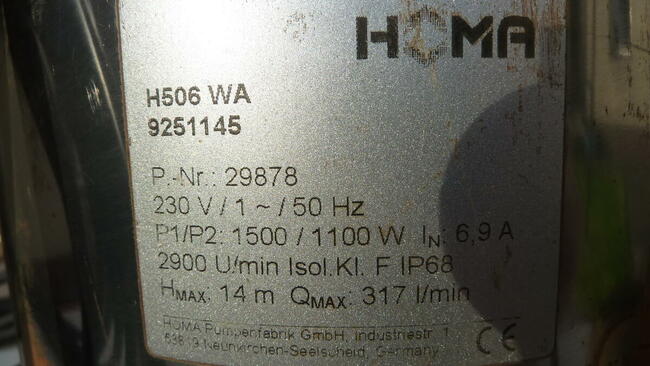 HOMA
H506 WA
9251145
P.-Nr.: 29878
230 V / 1 ~ / 50 Hz
P1/P2: 1500 / 1100 W IN: 6,9 A
2900 U/min Isol.Kl. F IP68
HMAX: 14 m QMAX: 317 l/min
HOMA Pumpenfabrik GmbH, Industriestr. 1
53819 Neunkirchen-Seelscheid, Germany CE